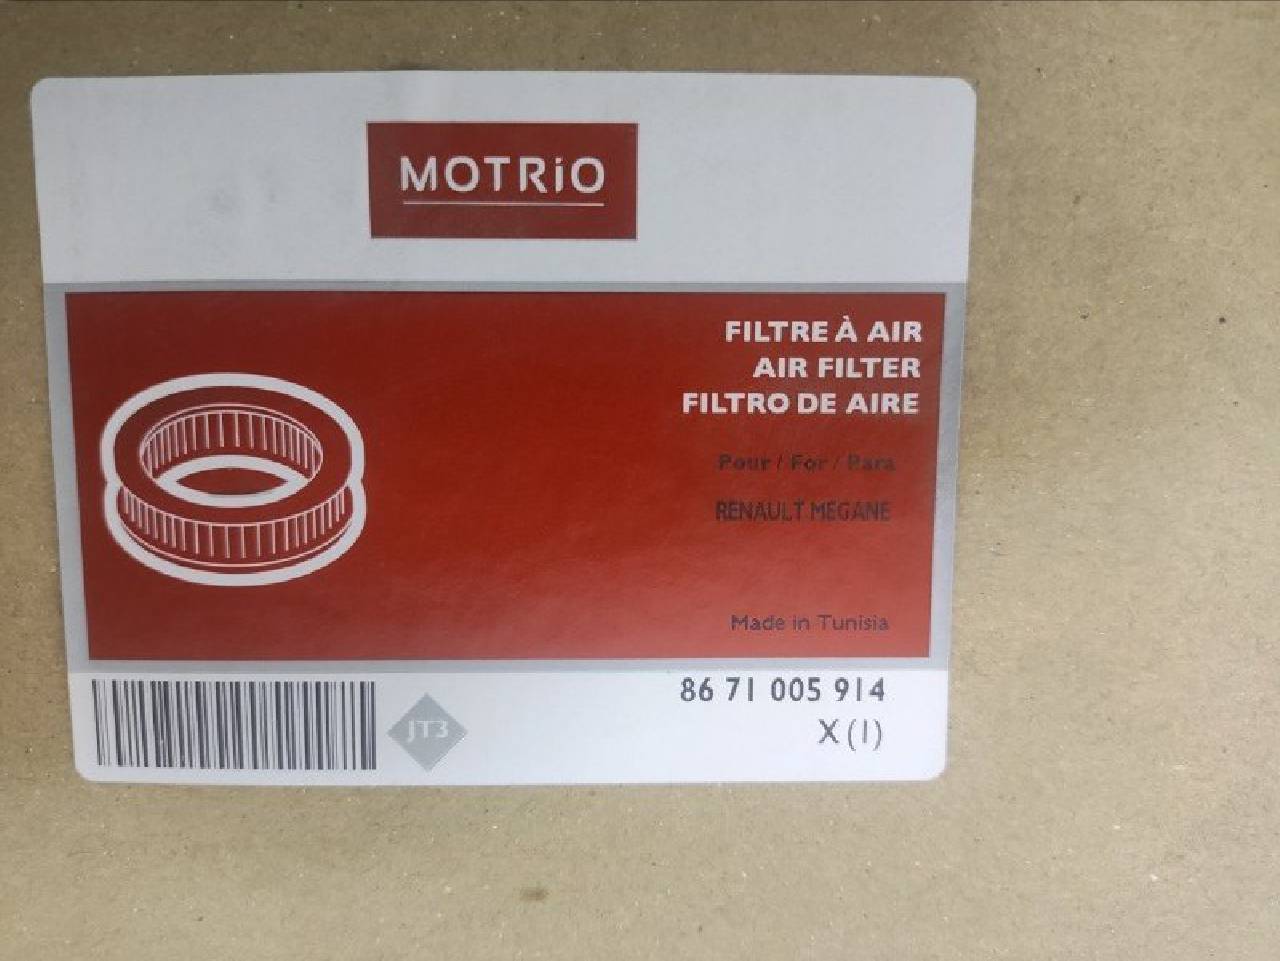 MOTRiO
FILTRE À AIR
AIR FILTER
FILTRO DE AIRE
Pour / For / Para
RENAULT MEGANE
Made in Tunisia
86 71 005 914
JT3
X (1)